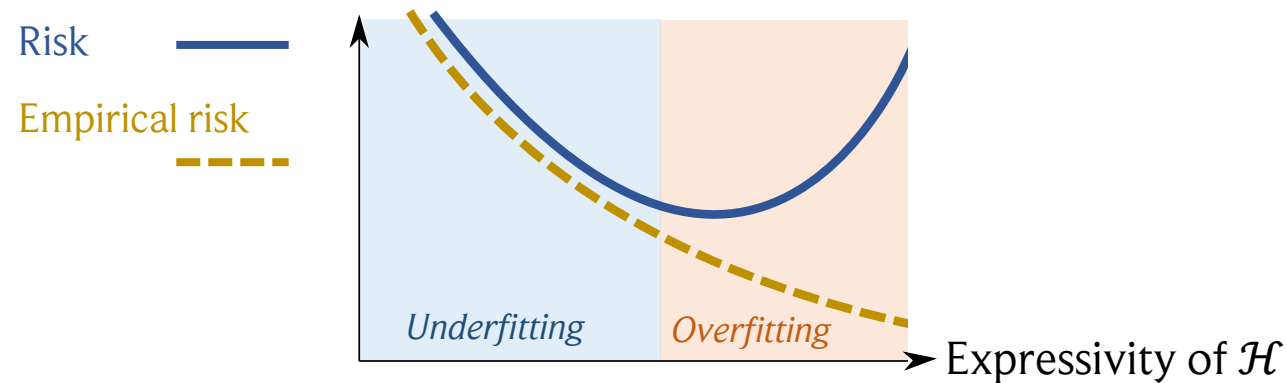 Risk
Empirical risk
Underfitting
Overfitting
Expressivity of ℋ